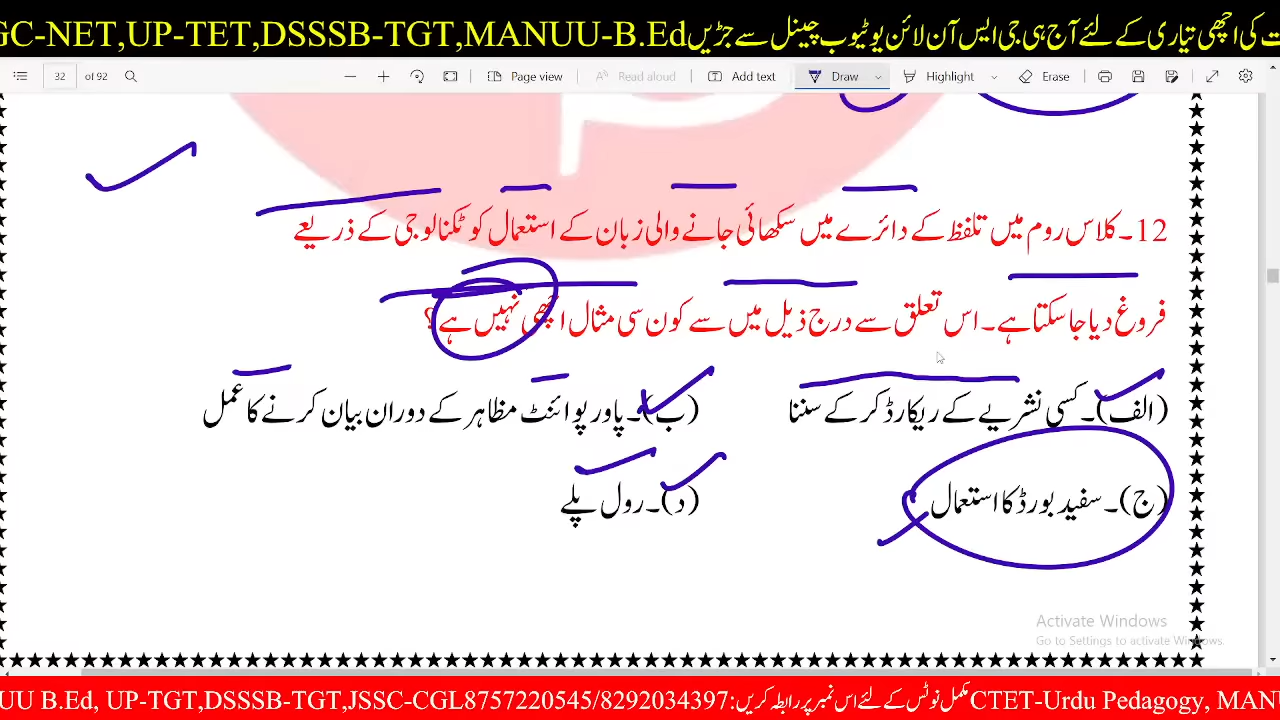 GC-NET,UP-TET,DSSSB-TGT,MANUU-B.Ed ت کی اچھی تیاری کے لئے آج ہی جی ایس آن لائن یوٹیوب چینل سے جڑیں
32 of 92 Page view Read aloud Add text Draw Highlight Erase
12۔ کلاس روم میں تلفظ کے دائرے میں سکھائی جانے والی زبان کے استعمال کو ٹکنالوجی کے ذریعے
فروغ دیا جا سکتا ہے۔ اس تعلق سے درج ذیل میں سے کون سی مثال اچھی نہیں ہے؟
(الف)۔ کسی نشریے کے ریکارڈ کر کے سننا (ب)۔ پاور پوائنٹ مظاہر کے دوران بیان کرنے کا عمل
(ج)۔ سفید بورڈ کا استعمال (د)۔ رول پلے
Activate Windows
Go to Settings to activate Windows.
UU B.Ed, UP-TGT,DSSSB-TGT,JSSC-CGL مکمل نوٹس کے لئے اس نمبر پر رابطہ کریں:8757220545/8292034397 CTET-Urdu Pedagogy, MAN